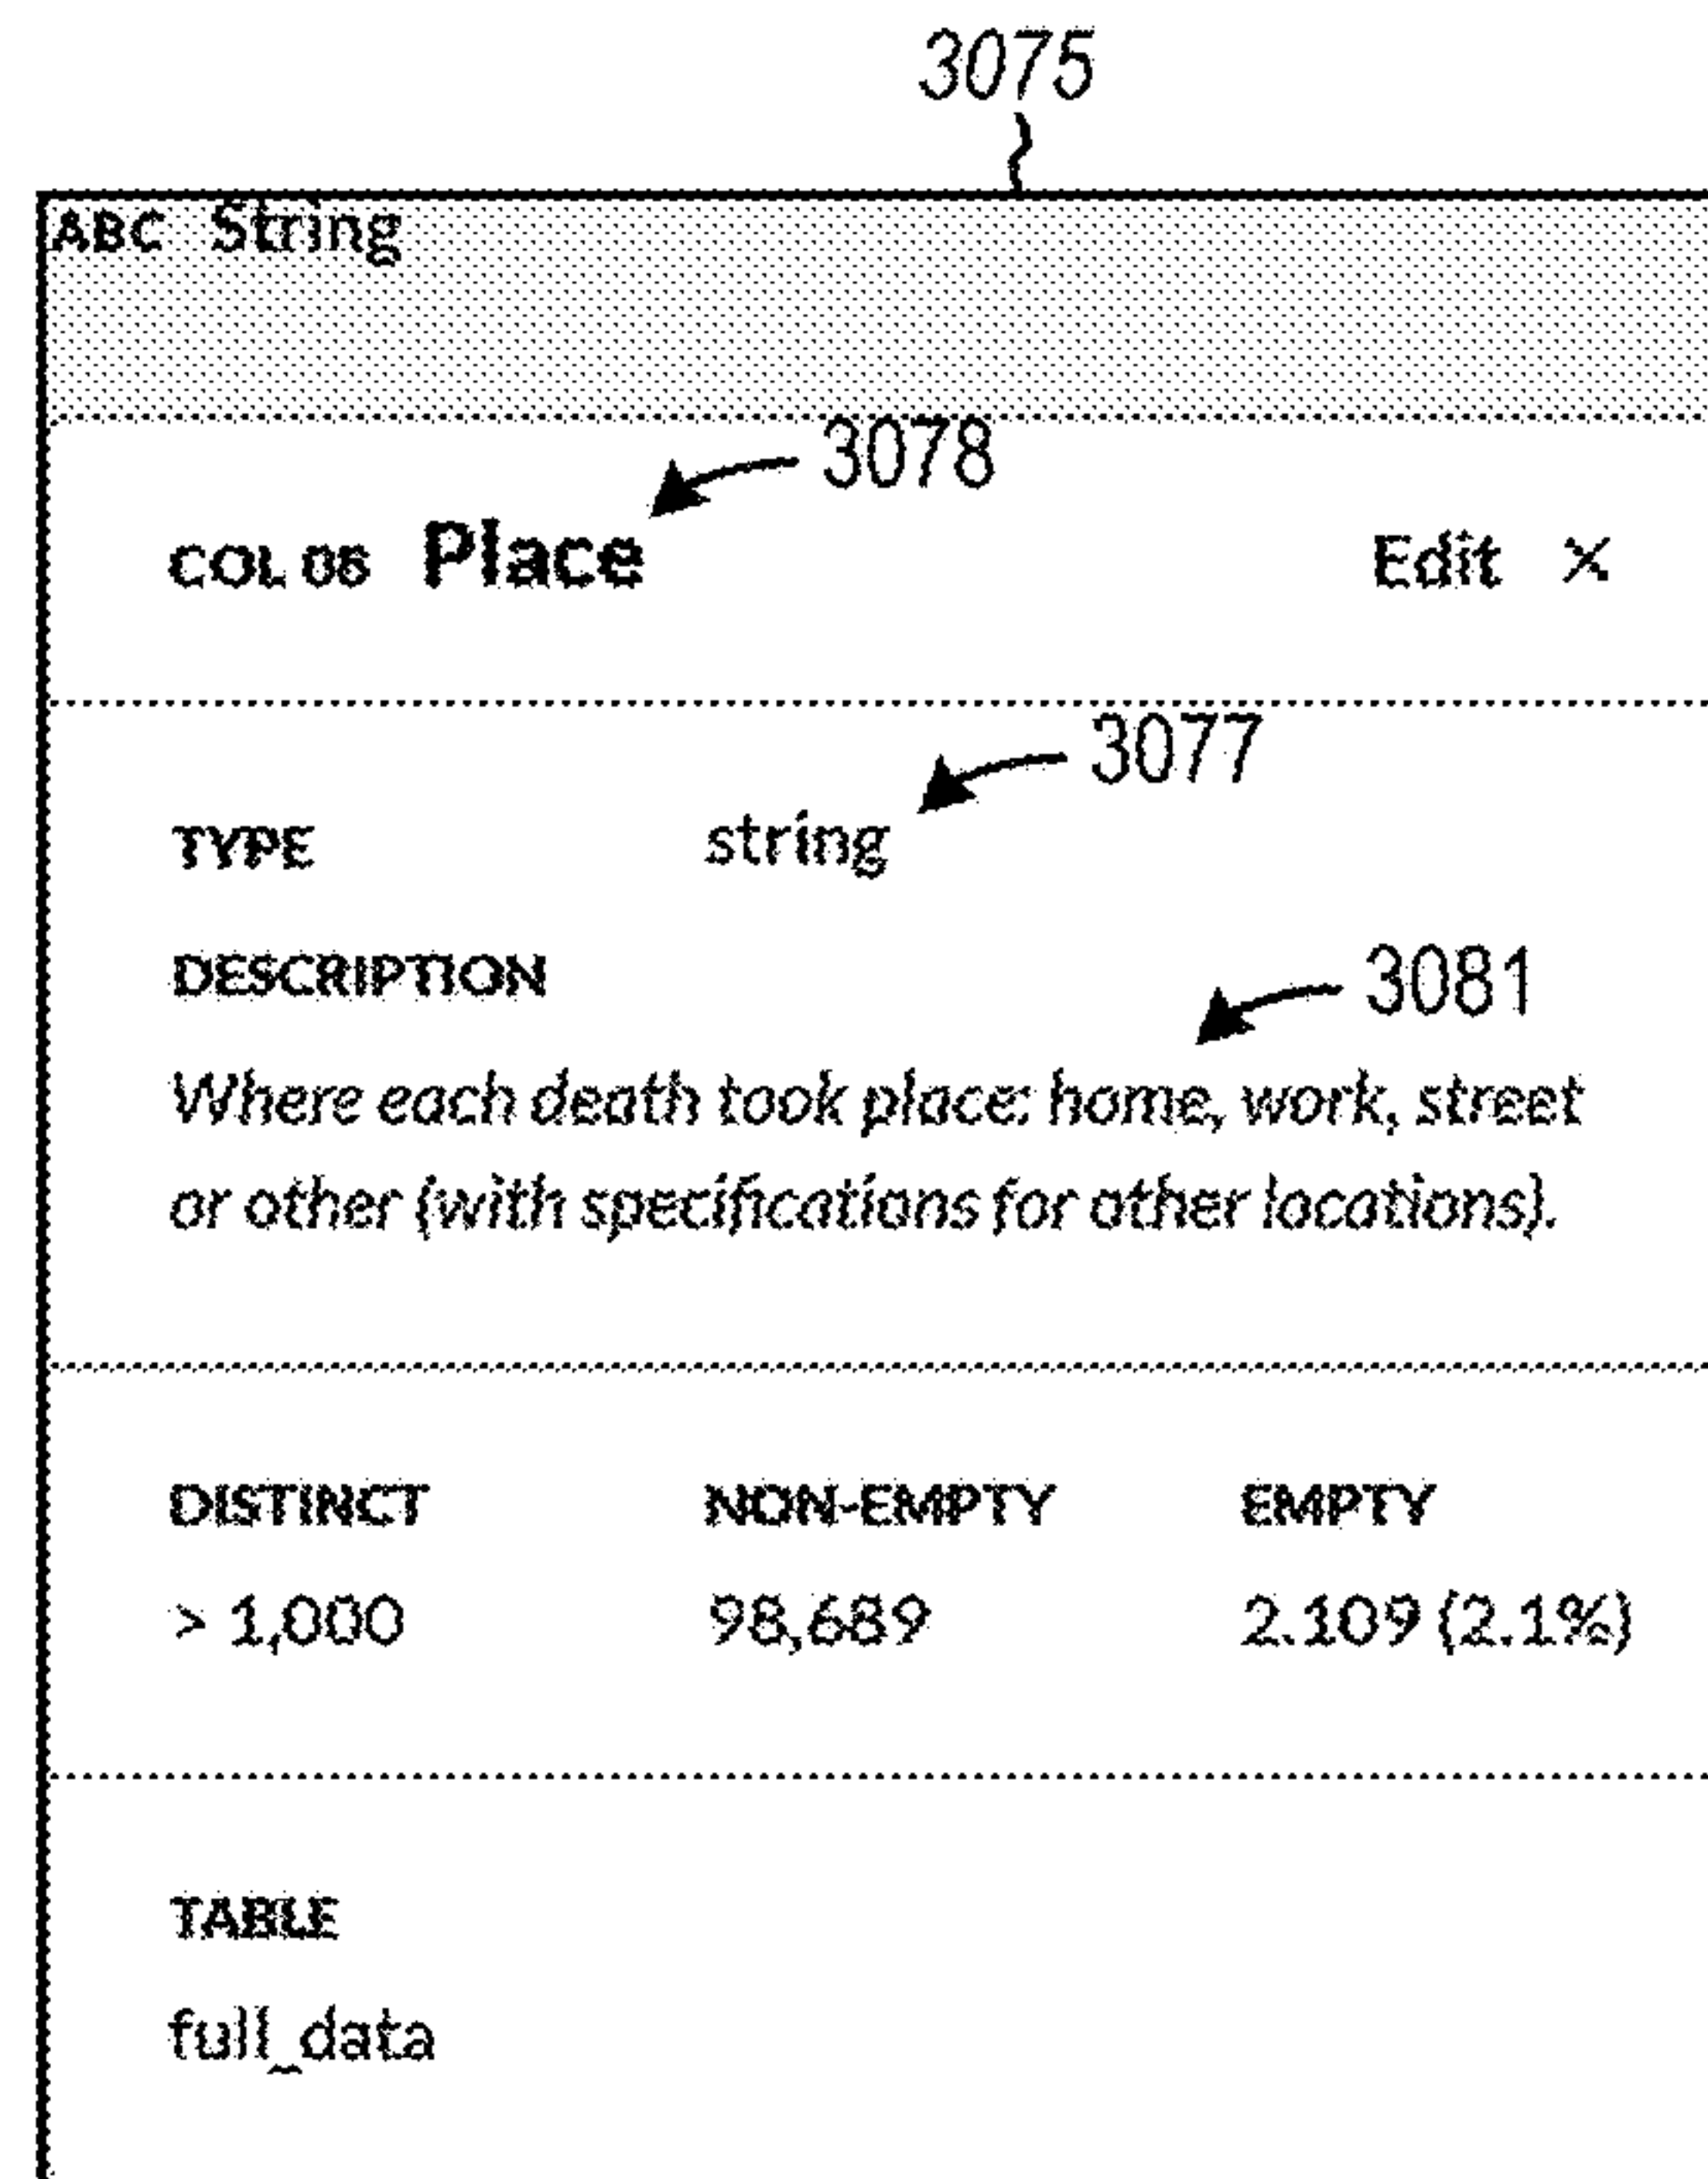 3075
ABC String
3078
COL 06 Place Edit ×
3077
TYPE string
DESCRIPTION
3081
Where each death took place: home, work, street
or other (with specifications for other locations).
DISTINCT NON-EMPTY EMPTY
> 1,000 98,689 2.109 (2.1%)
TABLE
full_data